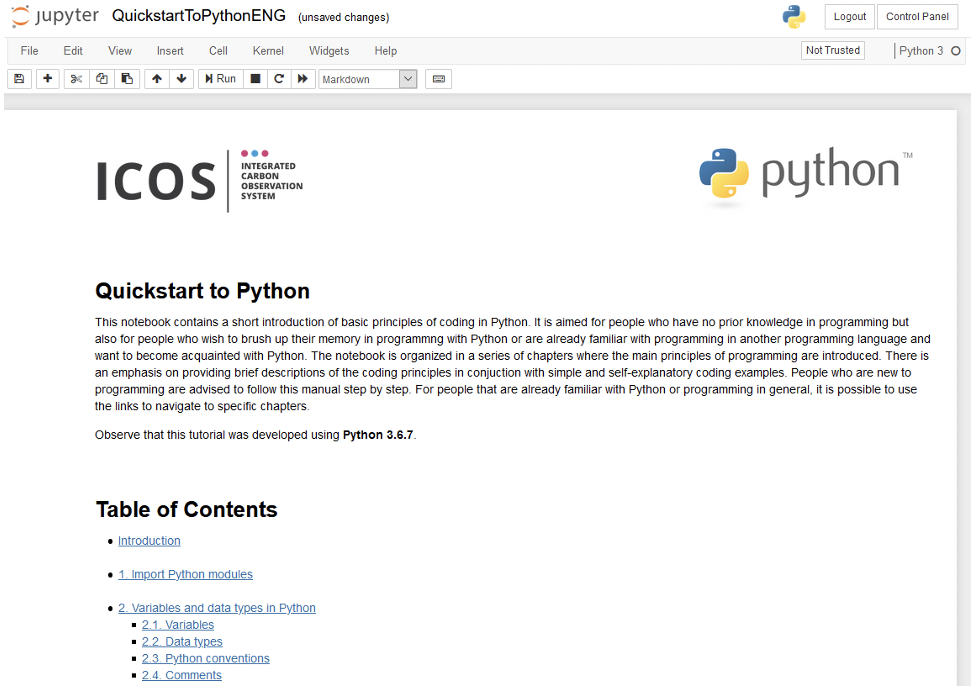 jupyter QuickstartToPythonENG (unsaved changes) Logout Control Panel
File Edit View Insert Cell Kernel Widgets Help Not Trusted Python 3
Run Markdown
ICOS
INTEGRATED
CARBON
OBSERVATION
SYSTEM
python™
Quickstart to Python
This notebook contains a short introduction of basic principles of coding in Python. It is aimed for people who have no prior knowledge in programming but
also for people who wish to brush up their memory in programmng with Python or are already familiar with programming in another programming language and
want to become acquainted with Python. The notebook is organized in a series of chapters where the main principles of programming are introduced. There is
an emphasis on providing brief descriptions of the coding principles in conjuction with simple and self-explanatory coding examples. People who are new to
programming are advised to follow this manual step by step. For people that are already familiar with Python or programming in general, it is possible to use
the links to navigate to specific chapters.
Observe that this tutorial was developed using Python 3.6.7.
Table of Contents
• Introduction
• 1. Import Python modules
• 2. Variables and data types in Python
▪ 2.1. Variables
▪ 2.2. Data types
▪ 2.3. Python conventions
▪ 2.4. Comments